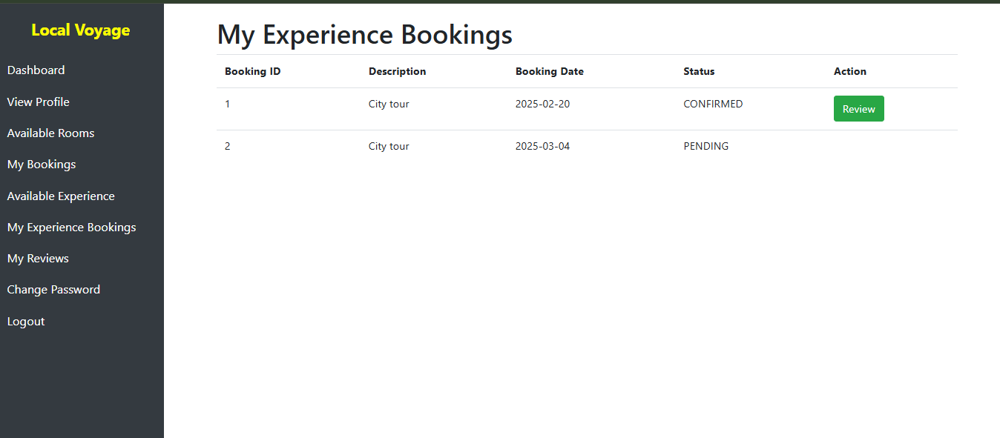 Local Voyage
Dashboard
View Profile
Available Rooms
My Bookings
Available Experience
My Experience Bookings
My Reviews
Change Password
Logout
My Experience Bookings
Booking ID Description Booking Date Status Action
1 City tour 2025-02-20 CONFIRMED Review
2 City tour 2025-03-04 PENDING